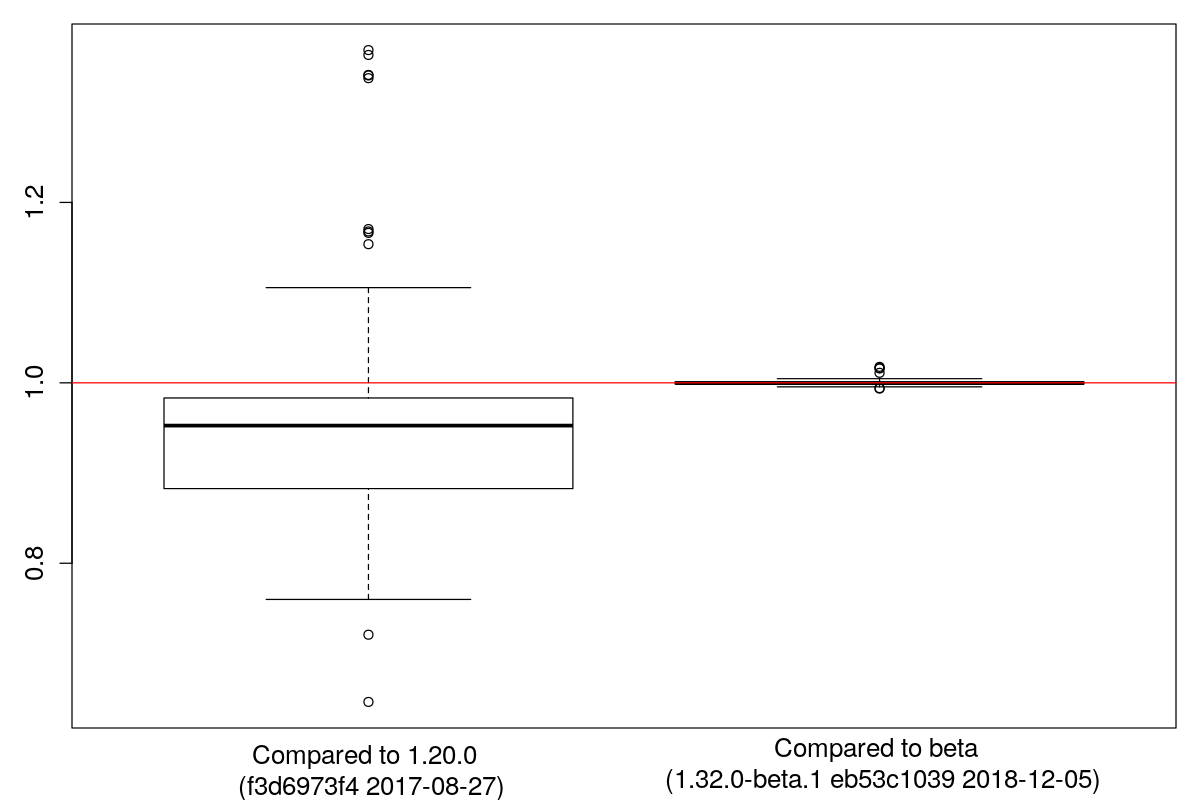 1.2
1.0
0.8
Compared to 1.20.0
(f3d6973f4 2017-08-27)
Compared to beta
(1.32.0-beta.1 eb53c1039 2018-12-05)